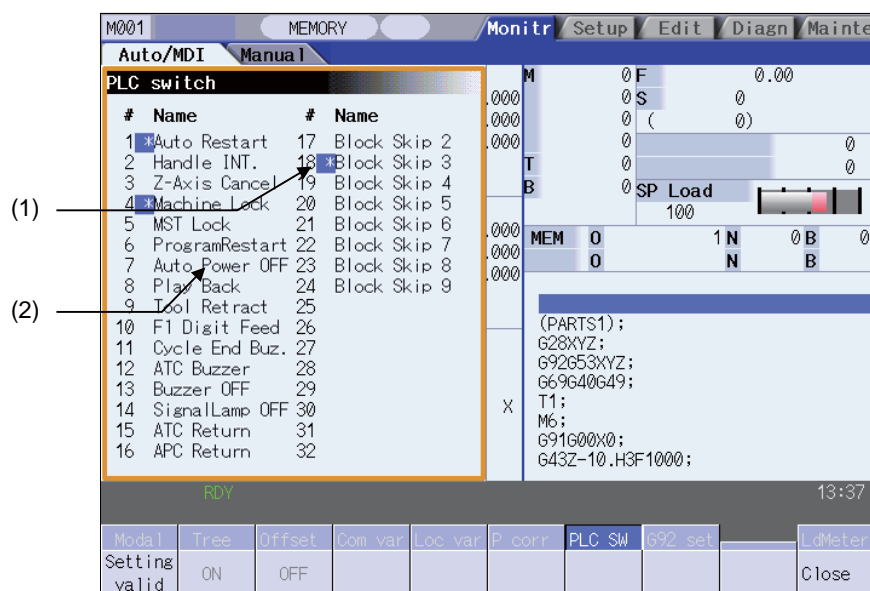 M001 MEMORY Monitr Setup Edit Diagn Mainte
Auto/MDI Manual
PLC switch
# Name # Name
1 *Auto Restart 17 Block Skip 2
2 Handle INT. 18 *Block Skip 3
3 Z-Axis Cancel 19 Block Skip 4
4 *Machine Lock 20 Block Skip 5
5 MST Lock 21 Block Skip 6
6 ProgramRestart 22 Block Skip 7
7 Auto Power OFF 23 Block Skip 8
8 Play Back 24 Block Skip 9
9 Tool Retract 25
10 F1 Digit Feed 26
11 Cycle End Buz. 27
12 ATC Buzzer 28
13 Buzzer OFF 29
14 SignalLamp OFF 30
15 ATC Return 31
16 APC Return 32
(1)
(2)
.000
.000
.000
.000
.000
.000
X
M 0 F 0.00
0 S 0
0 ( 0)
0 0
T 0 0
B 0 SP Load
100
MEM O 1 N 0 B 0
O N B
(PARTS1);
G28XYZ;
G92G53XYZ;
G69G40G49;
T1;
M6;
G91G00X0;
G43Z-10.H3F1000;
RDY 13:37
Modal Tree Offset Com var Loc var P corr PLC SW G92 set LdMeter
Setting valid ON OFF Close